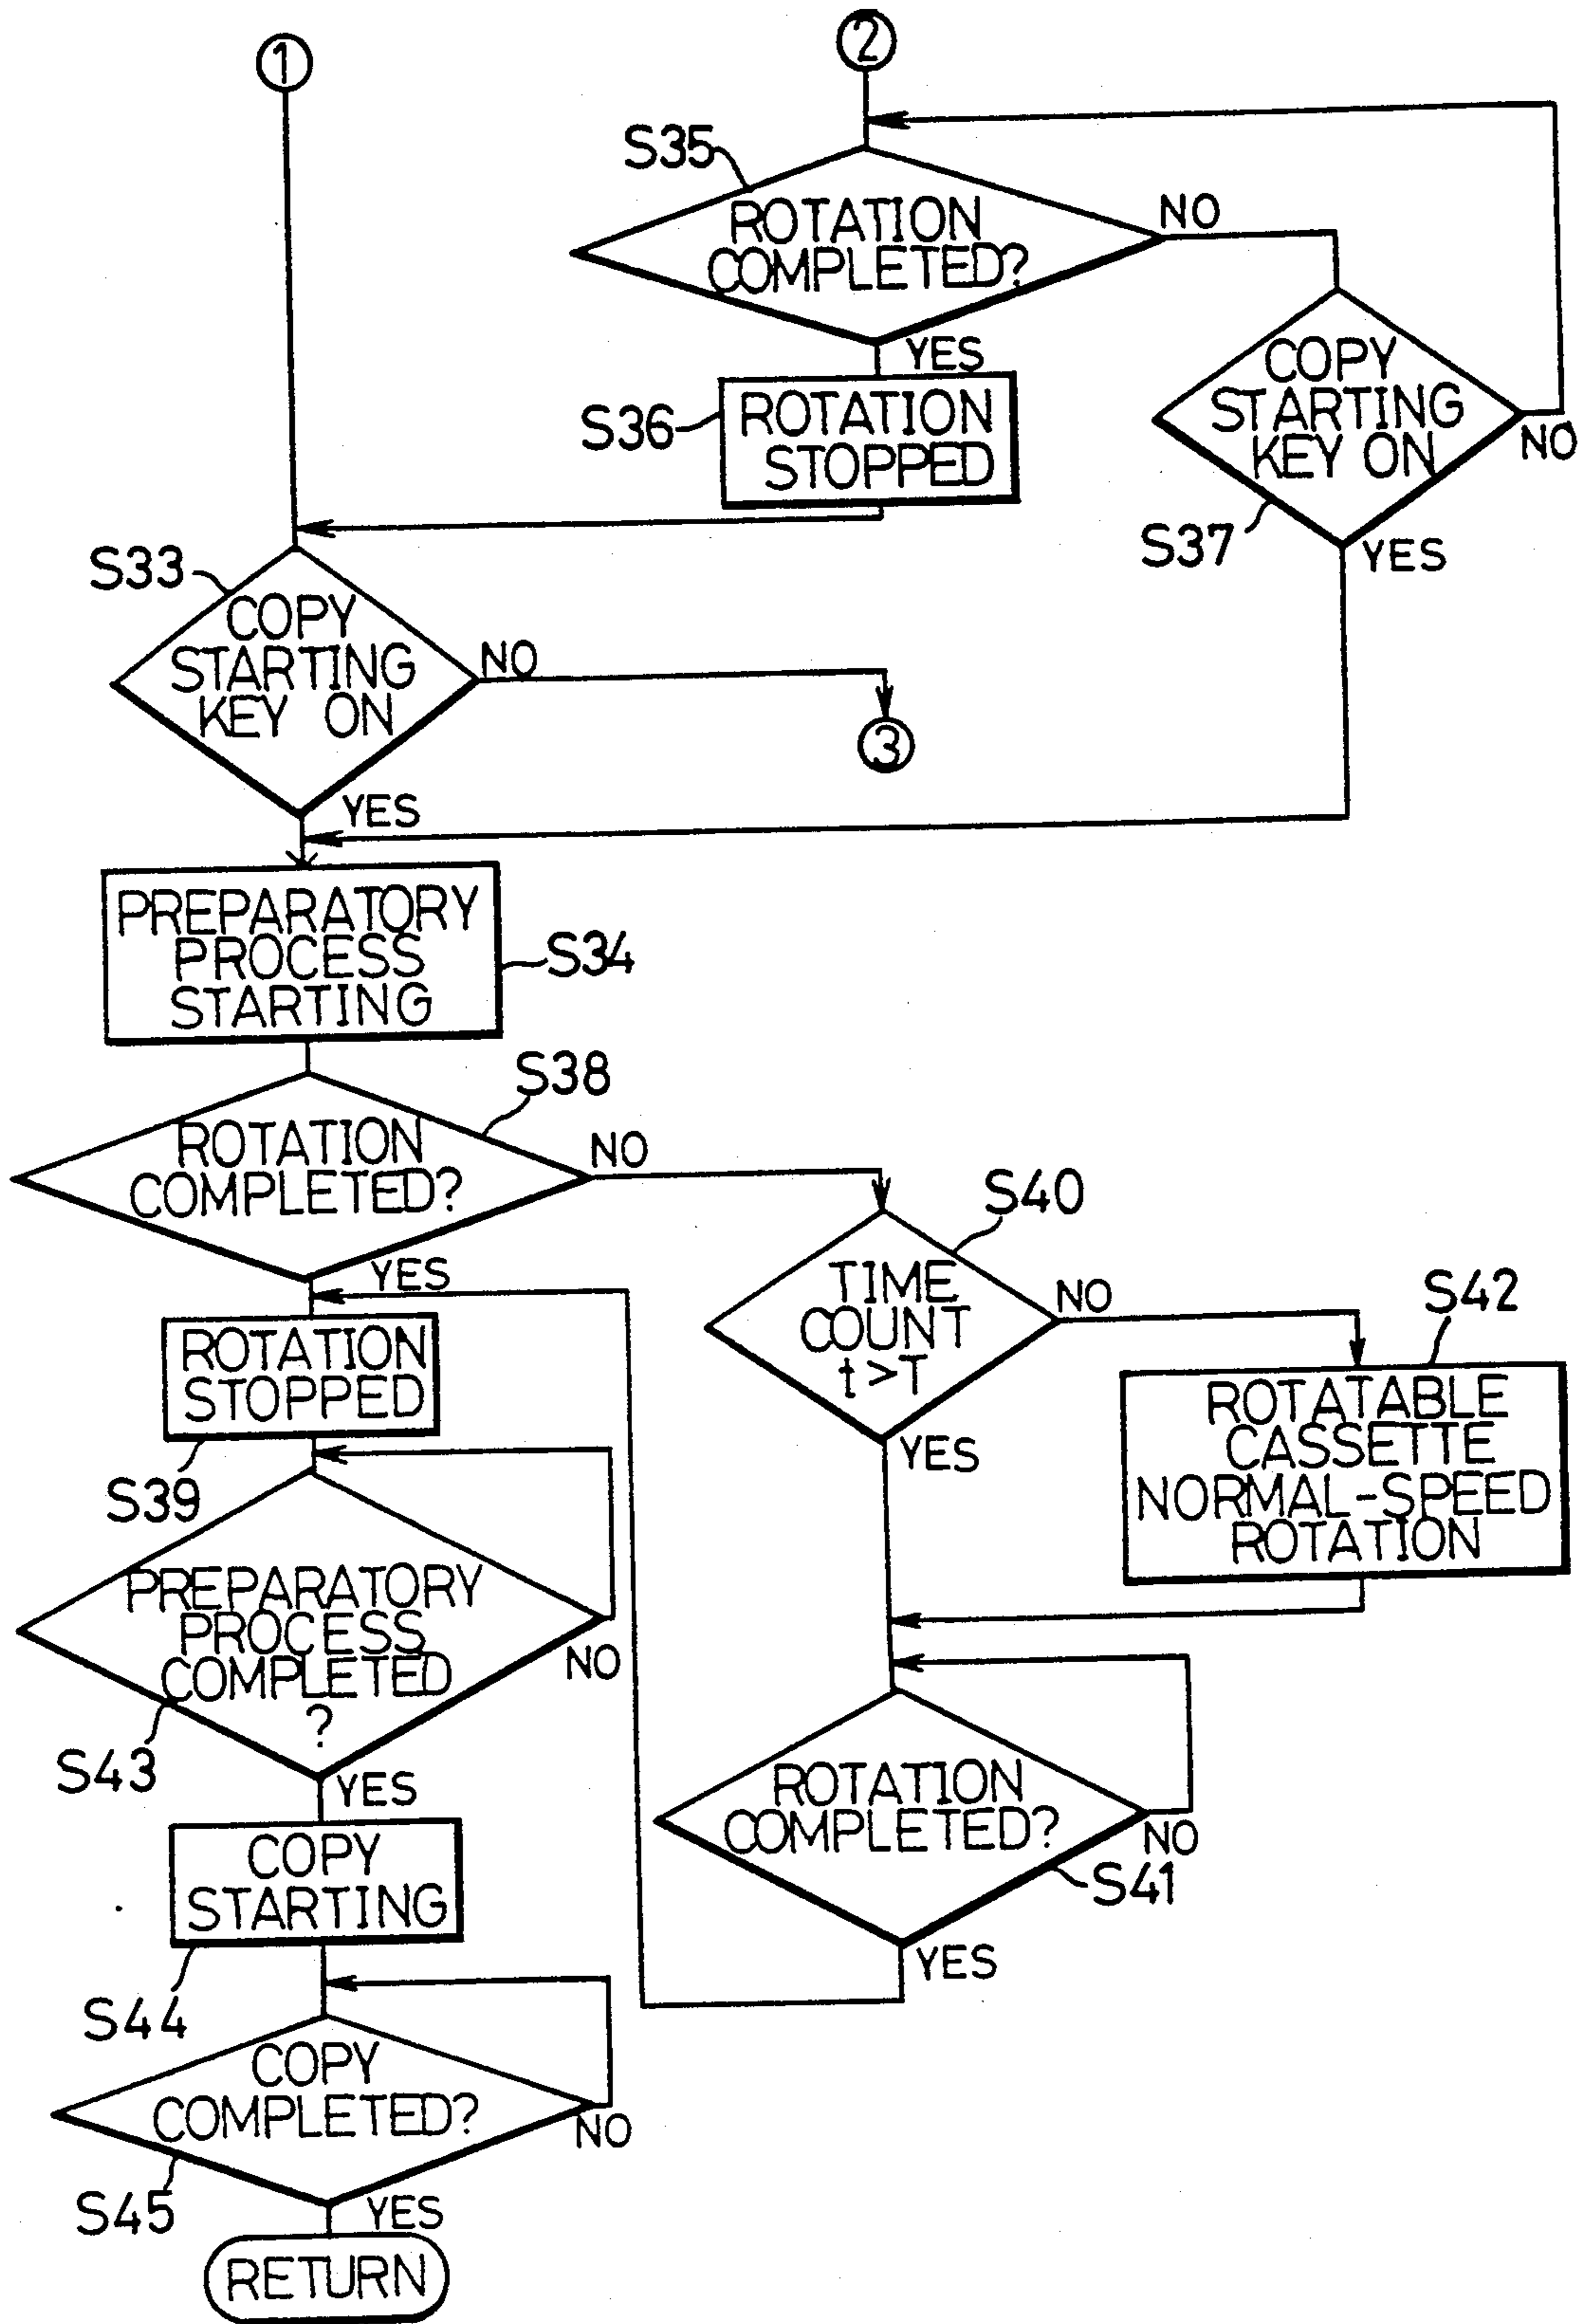 1
2
S35
ROTATION
COMPLETED?
NO
YES
S36
ROTATION
STOPPED
COPY
STARTING
KEY ON
NO
S37
YES
S33
COPY
STARTING
KEY ON
NO
3
YES
PREPARATORY
PROCESS
STARTING
S34
S38
ROTATION
COMPLETED?
NO
YES
S40
TIME
COUNT
t>T
NO
YES
S42
ROTATABLE
CASSETTE
NORMAL-SPEED
ROTATION
ROTATION
STOPPED
S39
PREPARATORY
PROCESS
COMPLETED
?
NO
S43
YES
ROTATION
COMPLETED?
NO
S41
YES
COPY
STARTING
S44
COPY
COMPLETED?
NO
S45
YES
RETURN